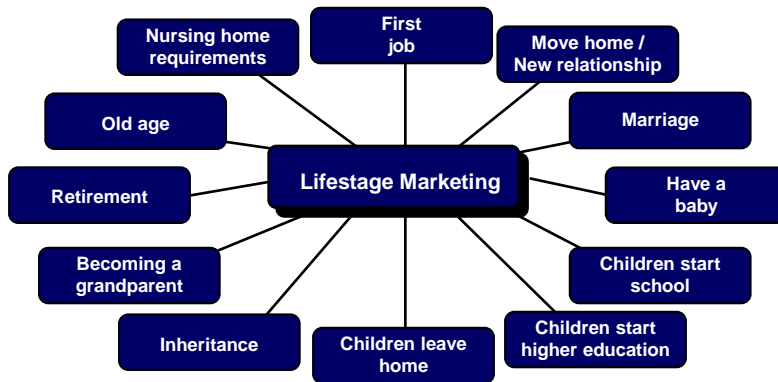 First
job
Move home /
New relationship
Marriage
Have a
baby
Children start
school
Children start
higher education
Children leave
home
Inheritance
Becoming a
grandparent
Retirement
Old age
Nursing home
requirements
Lifestage Marketing